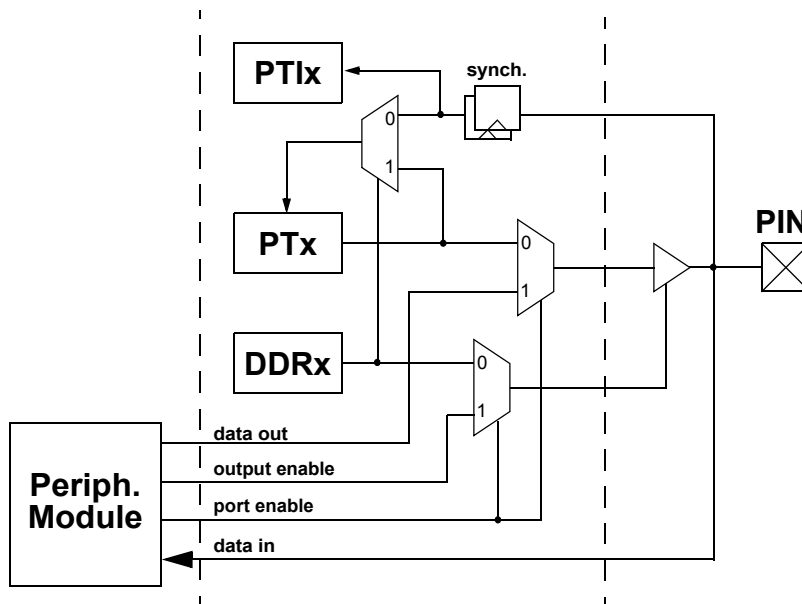 PTIx
synch.
0
1
PTx
0
PIN
1
DDRx
0
1
data out
output enable
Periph.
Module
port enable
data in